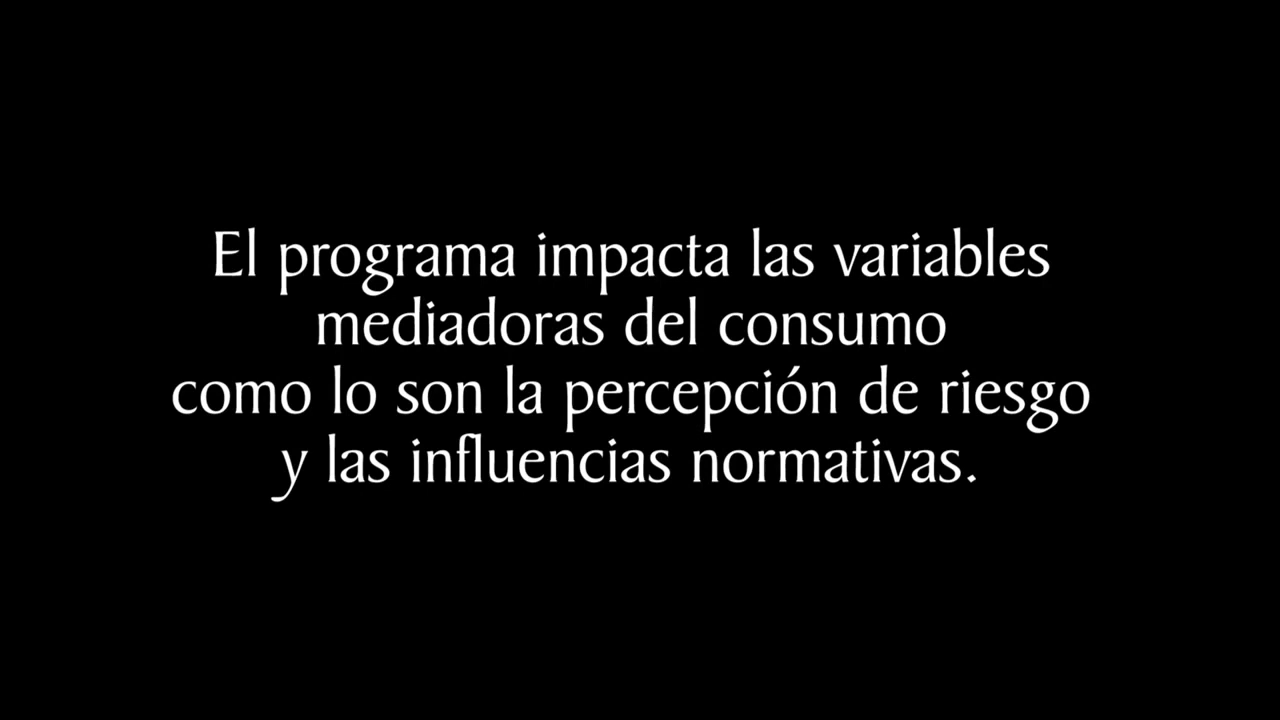 El programa impacta las variables
mediadoras del consumo
como lo son la percepción de riesgo
y las influencias normativas.